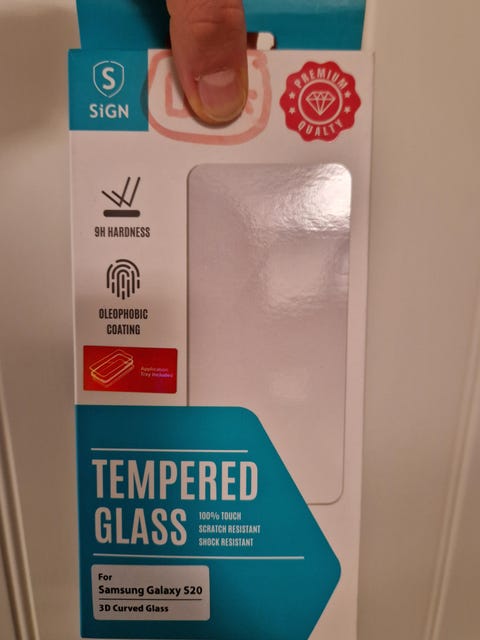 S
SiGN
PREMIUM
QUALTY
9H HARDNESS
OLEOPHOBIC
COATING
Application
Tray Included
TEMPERED
GLASS
100% TOUCH
SCRATCH RESISTANT
SHOCK RESISTANT
For
Samsung Galaxy S20
3D Curved Glass